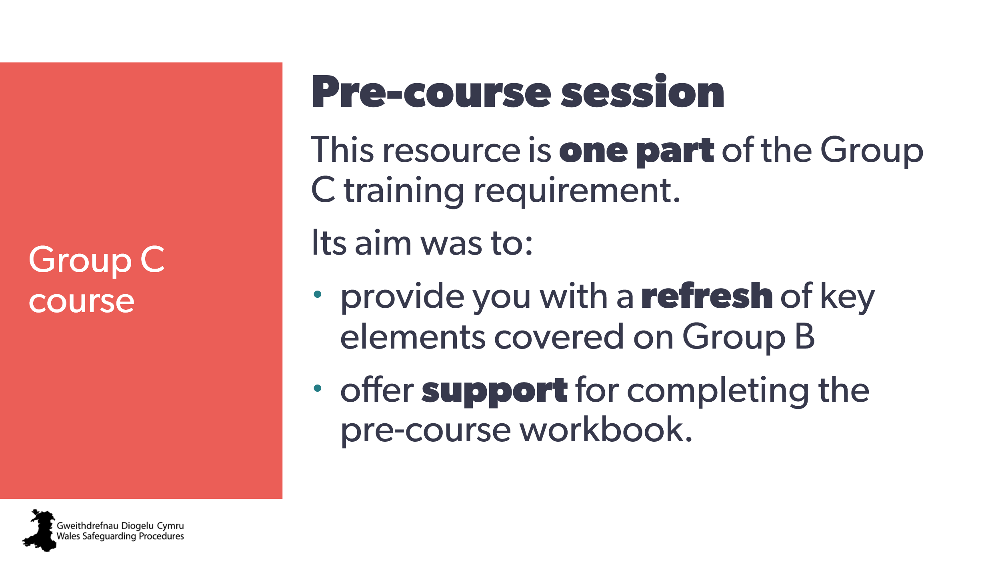 Pre-course session
This resource is one part of the Group
C training requirement.
Its aim was to:
• provide you with a refresh of key
elements covered on Group B
• offer support for completing the
pre-course workbook.
Group C
course
Gweithdrefnau Diogelu Cymru
Wales Safeguarding Procedures